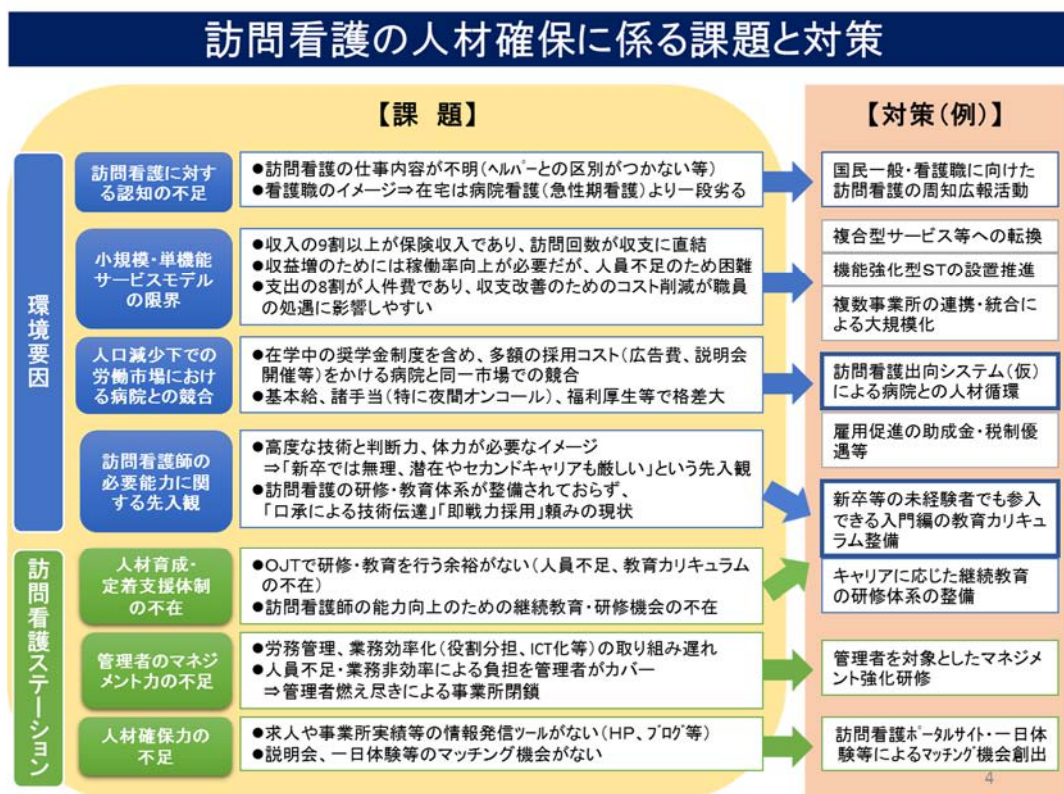 訪問看護の人材確保に係る課題と対策
【課 題】
【対策(例)】
環境要因
訪問看護に対す
る認知の不足
●訪問看護の仕事内容が不明(ﾍﾙﾊﾟｰとの区別がつかない等)
●看護職のイメージ⇒在宅は病院看護(急性期看護)より一段劣る
国民一般・看護職に向けた
訪問看護の周知広報活動
小規模・単機能
サービスモデル
の限界
●収入の9割以上が保険収入であり、訪問回数が収支に直結
●収益増のためには稼働率向上が必要だが、人員不足のため困難
●支出の8割が人件費であり、収支改善のためのコスト削減が職員
の処遇に影響しやすい
複合型サービス等への転換
機能強化型STの設置推進
複数事業所の連携・統合
による大規模化
人口減少下での
労働市場におけ
る病院との競合
●在学中の奨学金制度を含め、多額の採用コスト(広告費、説明会
開催等)をかける病院と同一市場での競合
●基本給、諸手当(特に夜間オンコール)、福利厚生等で格差大
訪問看護出向システム(仮)
による病院との人材循環
雇用促進の助成金・税制優
遇等
訪問看護師の
必要能力に関
する先入観
●高度な技術と判断力、体力が必要なイメージ
⇒「新卒では無理、潜在やセカンドキャリアも厳しい」という先入観
●訪問看護の研修・教育体系が整備されておらず、
「口承による技術伝達」「即戦力採用」頼みの現状
新卒等の未経験者でも参入
できる入門編の教育カリキュ
ラム整備
訪問看護ステーション
人材育成・
定着支援体制
の不在
●OJTで研修・教育を行う余裕がない(人員不足、教育カリキュラム
の不在)
●訪問看護師の能力向上のための継続教育・研修機会の不在
キャリアに応じた継続教育
の研修体系の整備
管理者のマネジ
メント力の不足
●労務管理、業務効率化(役割分担、ICT化等)の取り組み遅れ
●人員不足・業務非効率による負担を管理者がカバー
⇒管理者燃え尽きによる事業所閉鎖
管理者を対象としたマネジメ
ント強化研修
人材確保力の
不足
●求人や事業所実績等の情報発信ﾂｰﾙがない(HP、ﾌﾞﾛｸﾞ等)
●説明会、一日体験等のマッチング機会がない
訪問看護ﾎﾟｰﾀﾙサイト・一日体
験等によるﾏｯﾁﾝｸﾞ機会創出
4